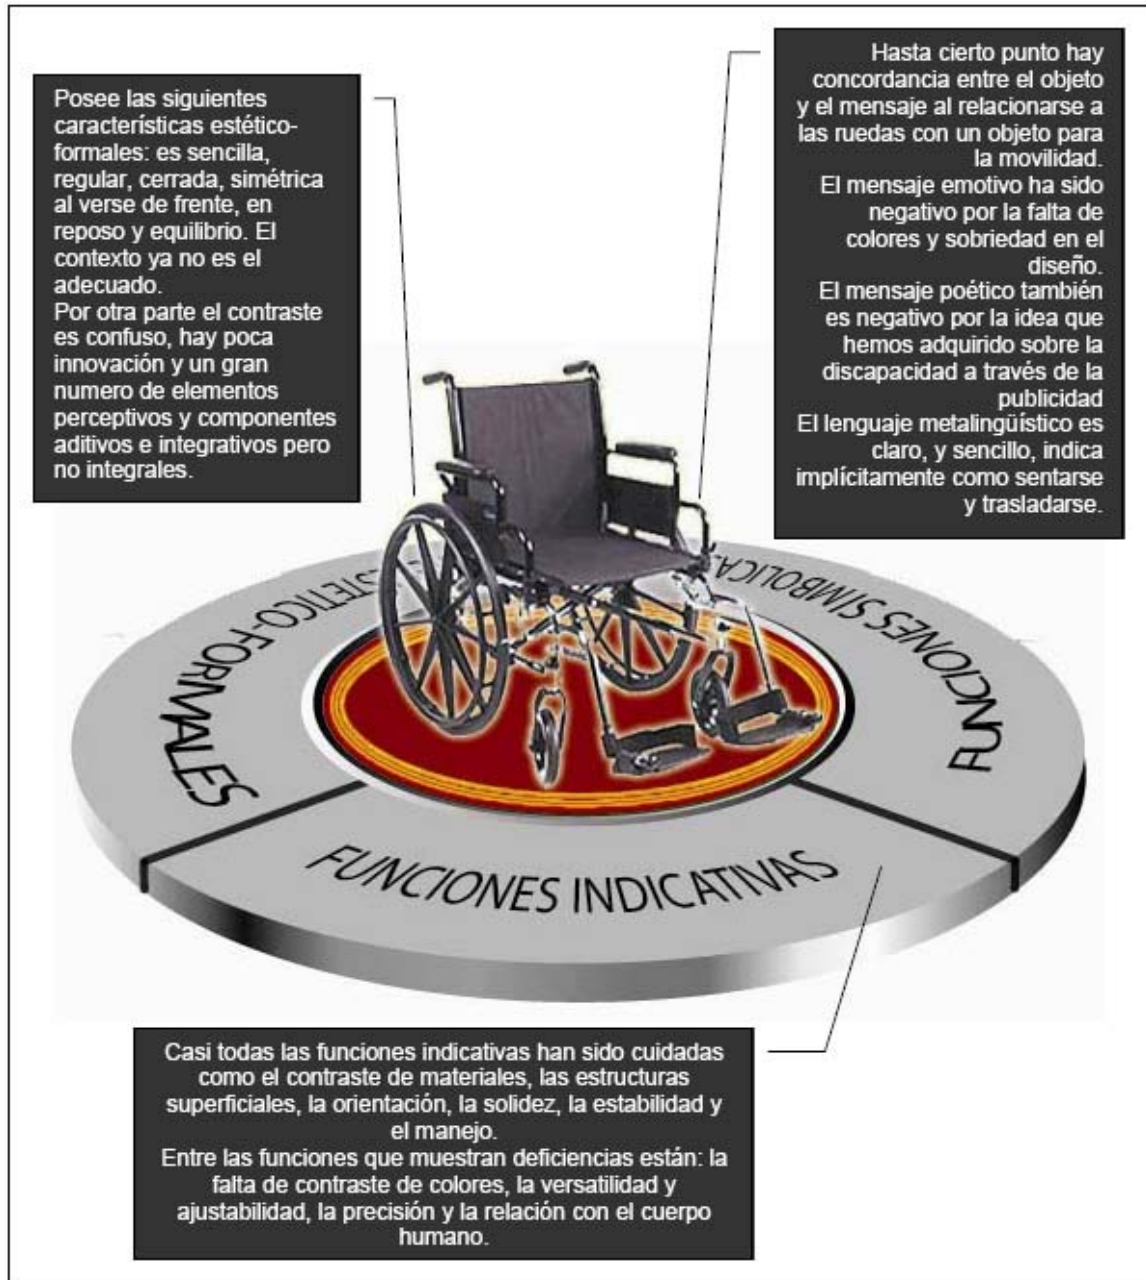 Posee las siguientes
características estético-
formales: es sencilla,
regular, cerrada, simétrica
al verse de frente, en
reposo y equilibrio. El
contexto ya no es el
adecuado.
Por otra parte el contraste
es confuso, hay poca
innovación y un gran
numero de elementos
perceptivos y componentes
aditivos e integrativos pero
no integrales.
Hasta cierto punto hay
concordancia entre el objeto
y el mensaje al relacionarse a
las ruedas con un objeto para
la movilidad.
El mensaje emotivo ha sido
negativo por la falta de
colores y sobriedad en el
diseño.
El mensaje poético también
es negativo por la idea que
hemos adquirido sobre la
discapacidad a través de la
publicidad
El lenguaje metalingüístico es
claro, y sencillo, indica
implícitamente como sentarse
y trasladarse.
ESTETICO-FORMALES
FUNCIONES SIMBOLICAS
FUNCIONES INDICATIVAS
Casi todas las funciones indicativas han sido cuidadas
como el contraste de materiales, las estructuras
superficiales, la orientación, la solidez, la estabilidad y
el manejo.
Entre las funciones que muestran deficiencias están: la
falta de contraste de colores, la versatilidad y
ajustabilidad, la precisión y la relación con el cuerpo
humano.